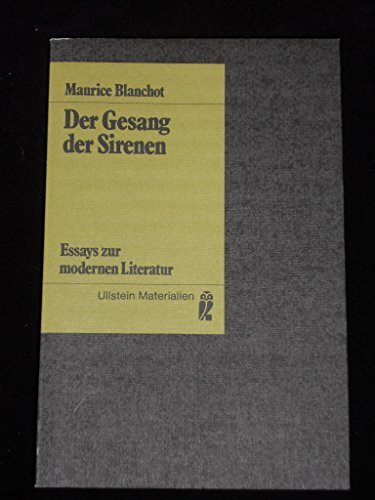 Maurice Blanchot
Der Gesang
der Sirenen
Essays zur
modernen Literatur
Ullstein Materialien